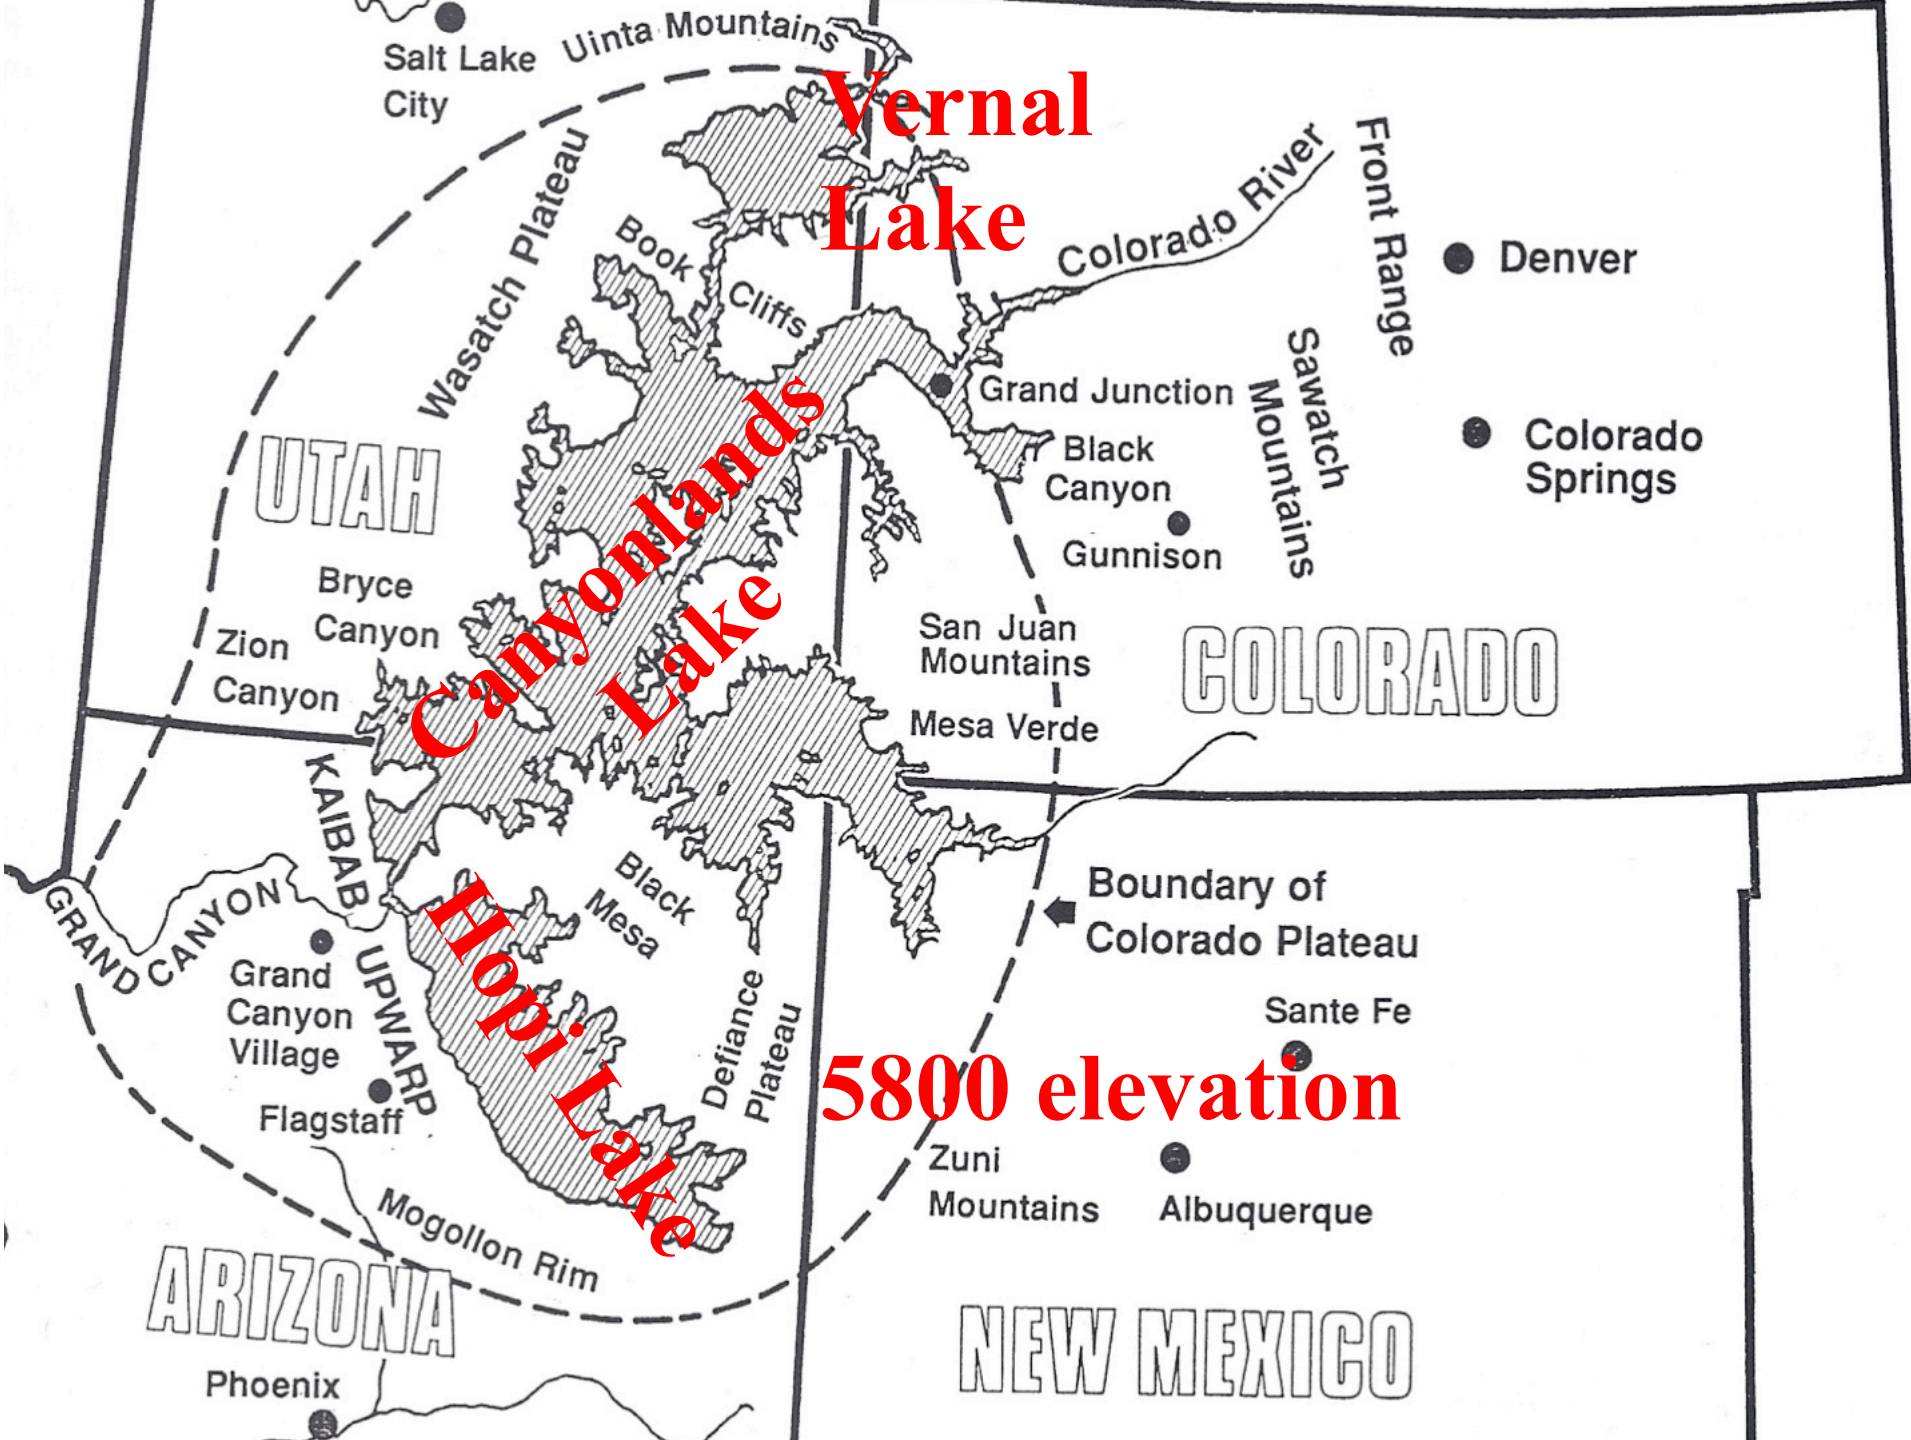 Salt Lake
City
Uinta Mountains
Vernal
Lake
Wasatch Plateau
Book
Cliffs
Colorado River
Front Range
Denver
Grand Junction
Sawatch
Mountains
Black
Canyon
Gunnison
Colorado
Springs
UTAH
Canyonlands
Lake
Bryce
Canyon
Zion
Canyon
San Juan
Mountains
COLORADO
Mesa Verde
KAIBAB
UPWARP
GRAND
CANYON
Black
Mesa
Hopi Lake
Boundary of
Colorado Plateau
Grand
Canyon
Village
Flagstaff
Defiance
Plateau
Sante Fe
5800 elevation
Zuni
Mountains
Albuquerque
Mogollon Rim
ARIZONA
NEW MEXICO
Phoenix